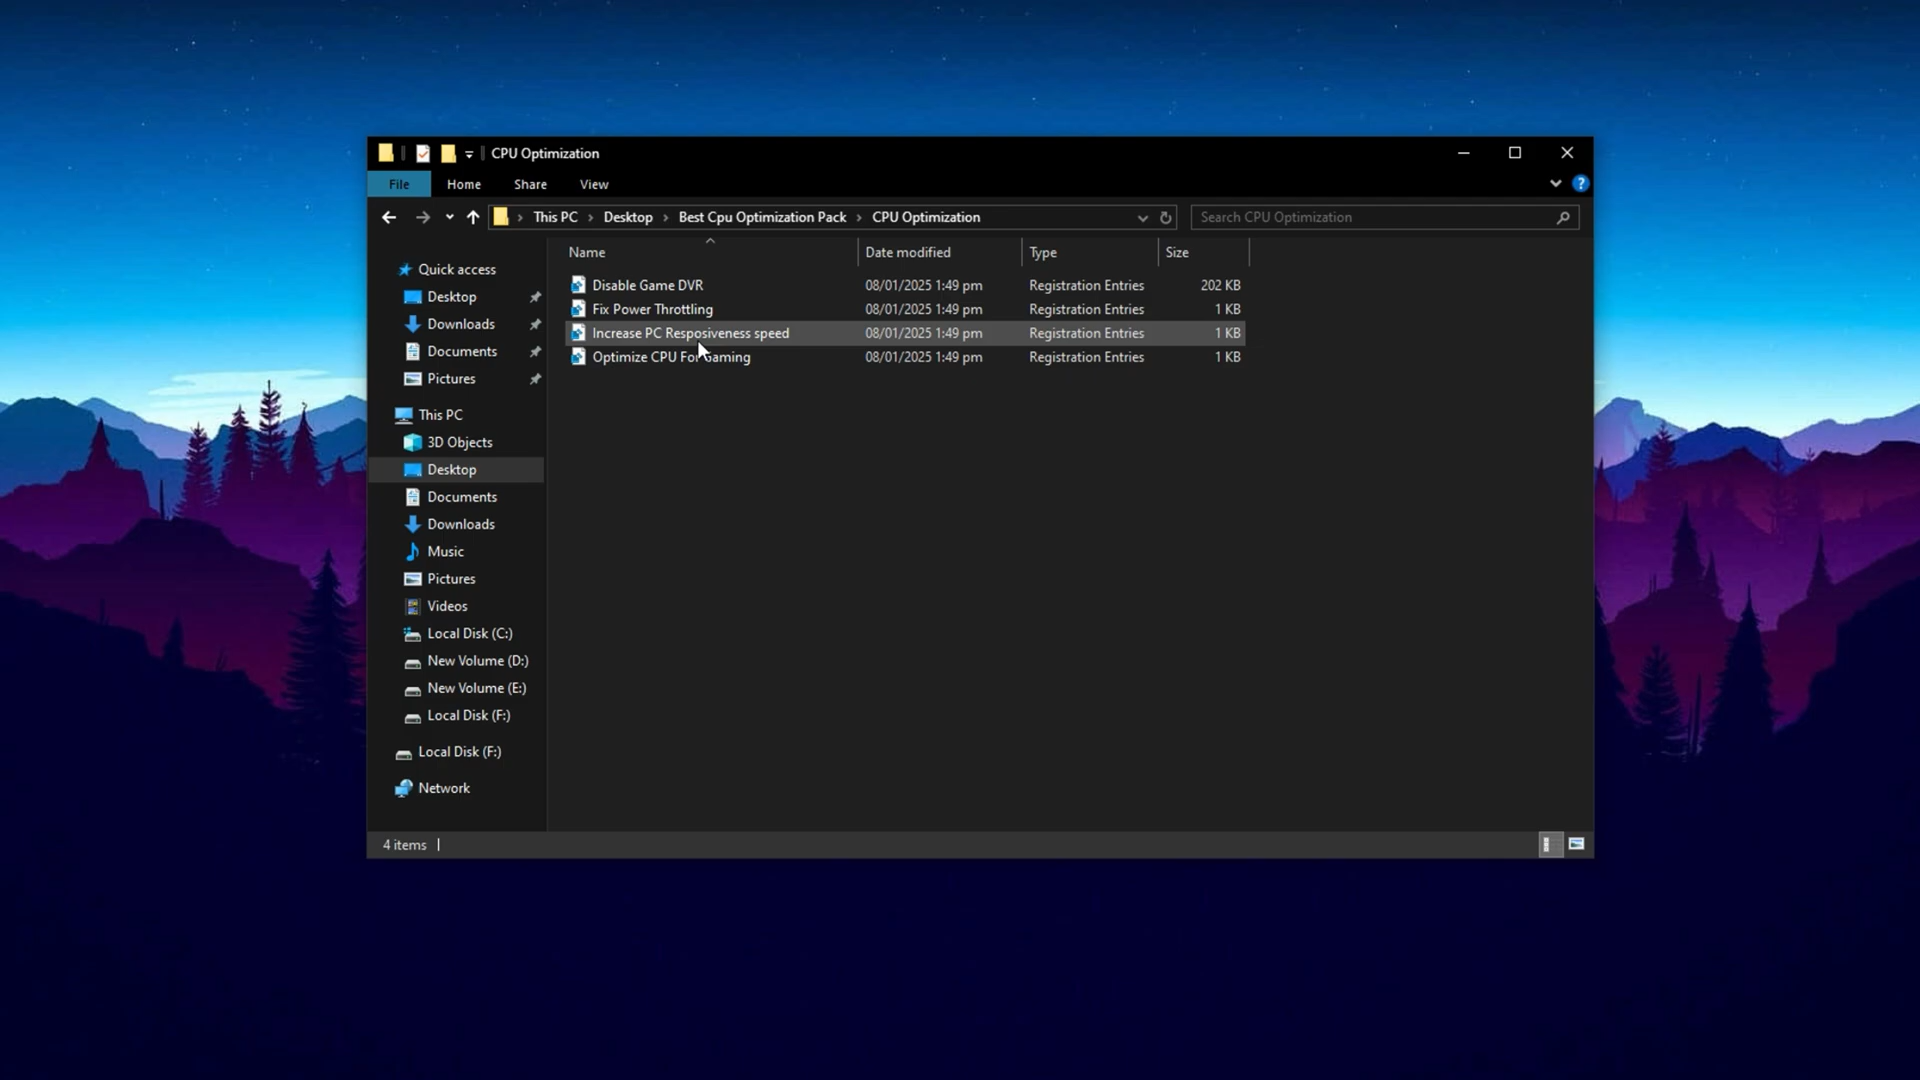 CPU Optimization
File Home Share View
This PC Desktop Best Cpu Optimization Pack CPU Optimization Search CPU Optimization
Name Date modified Type Size
Disable Game DVR 08/01/2025 1:49 pm Registration Entries 202 KB
Fix Power Throttling 08/01/2025 1:49 pm Registration Entries 1 KB
Increase PC Resposiveness speed 08/01/2025 1:49 pm Registration Entries 1 KB
Optimize CPU For Gaming 08/01/2025 1:49 pm Registration Entries 1 KB
Quick access
Desktop
Downloads
Documents
Pictures
This PC
3D Objects
Desktop
Documents
Downloads
Music
Pictures
Videos
Local Disk (C:)
New Volume (D:)
New Volume (E:)
Local Disk (F:)
Local Disk (F:)
Network
4 items